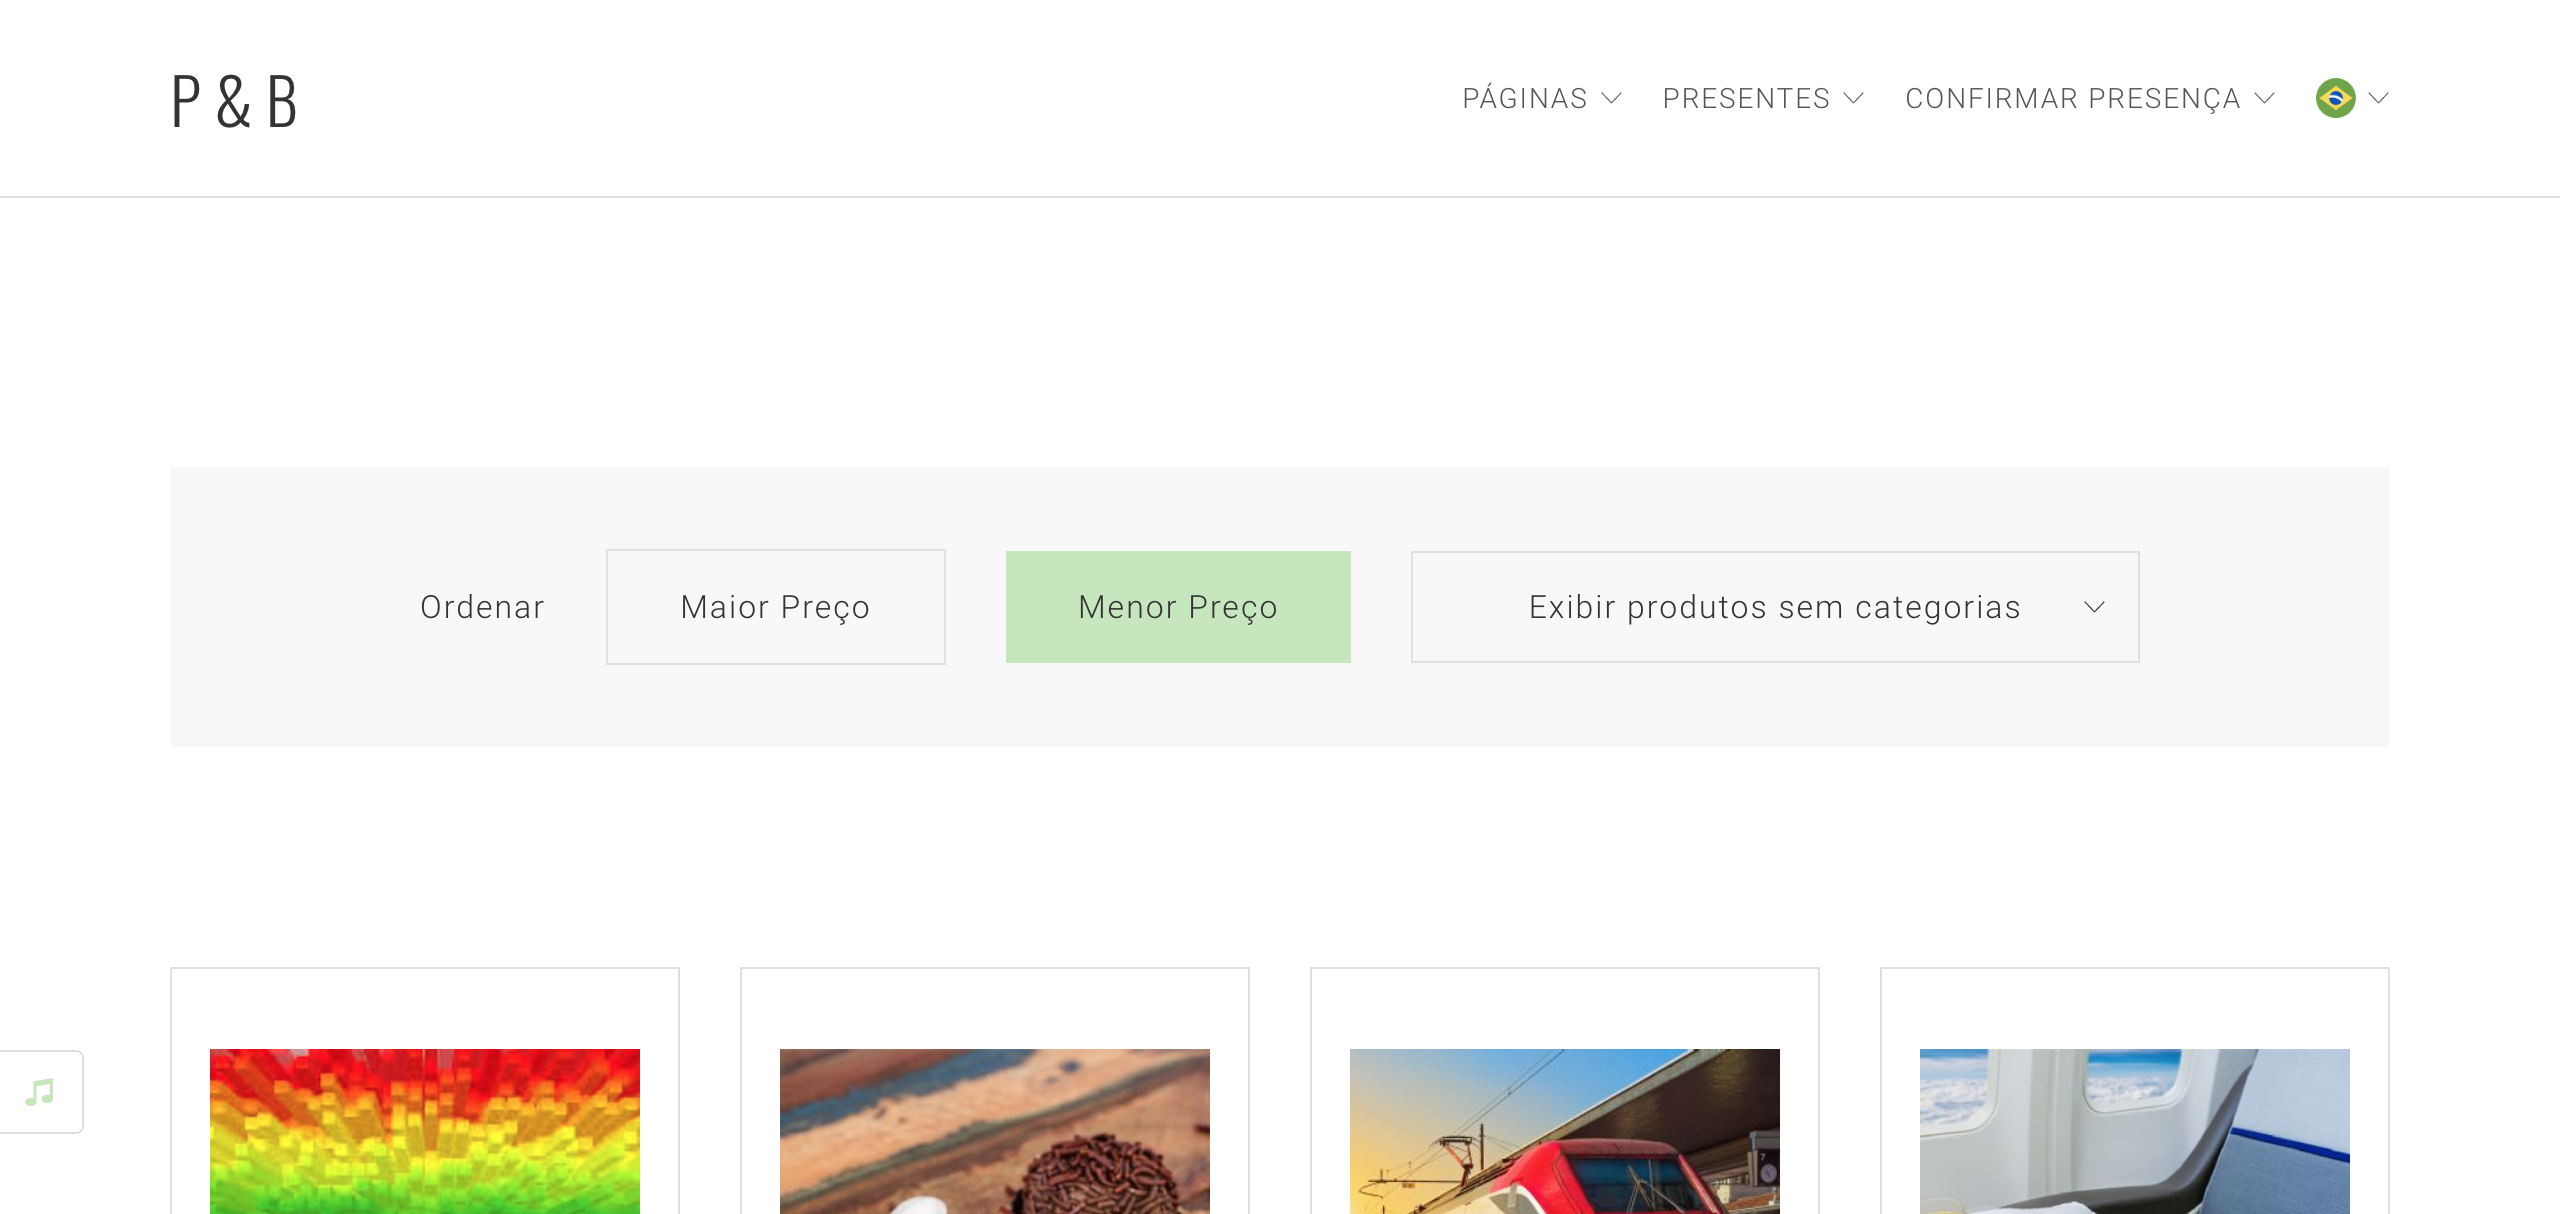 P & B
PÁGINAS
PRESENTES
CONFIRMAR PRESENÇA
Ordenar
Maior Preço
Menor Preço
Exibir produtos sem categorias